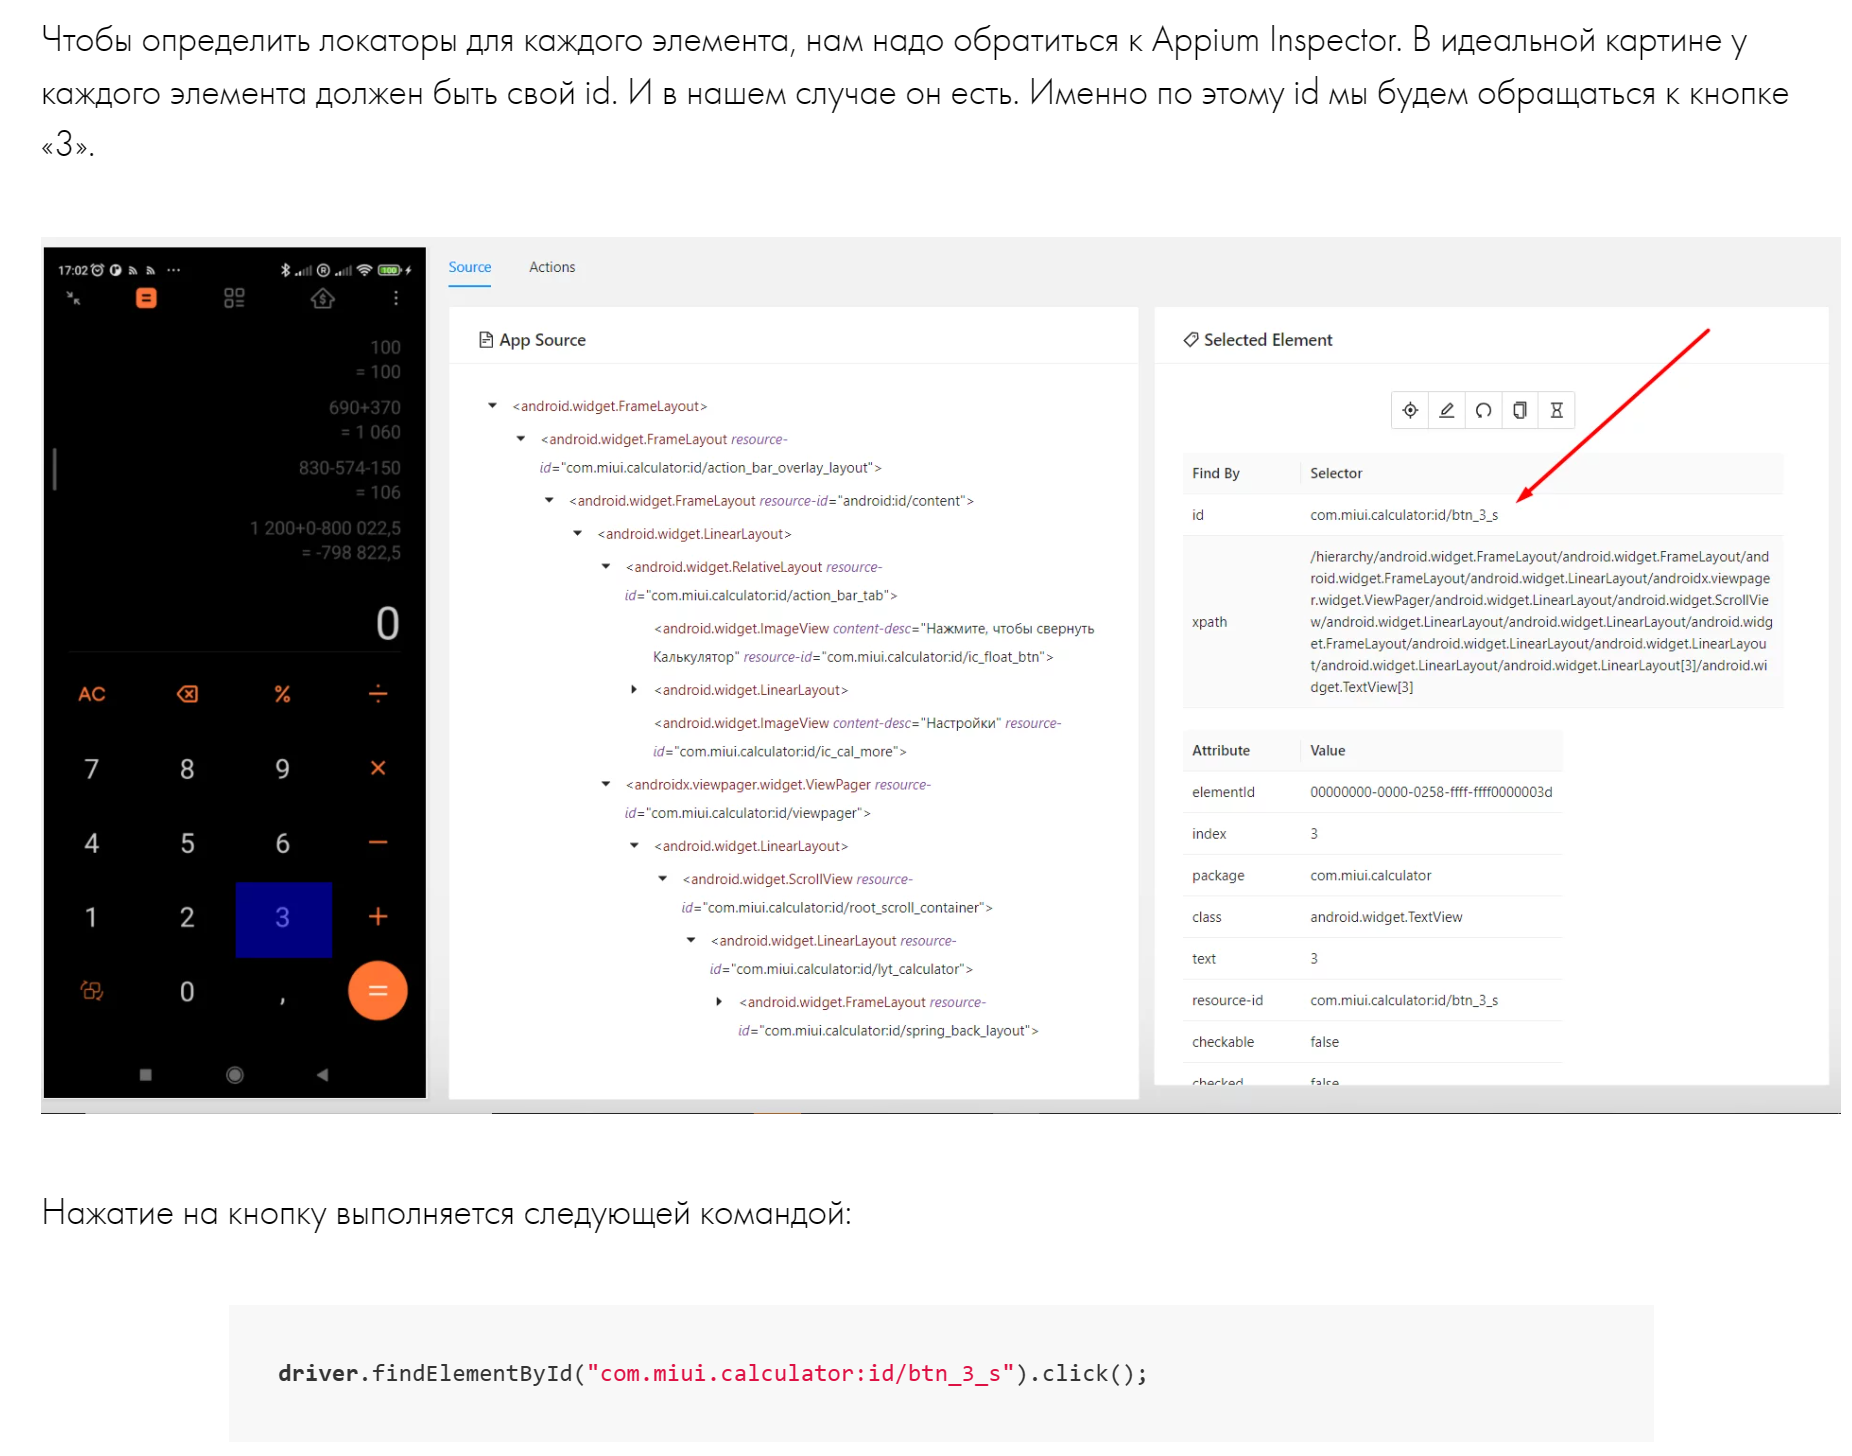 Чтобы определить локаторы для каждого элемента, нам надо обратиться к Appium Inspector. В идеальной картине у
каждого элемента должен быть свой id. И в нашем случае он есть. Именно по этому id мы будем обращаться к кнопке
«3».
17:02
100
100
= 100
690+370
= 1 060
830-574-150
= 106
1 200+0-800 022,5
= -798 822,5
0
AC % ÷
7 8 9 ×
4 5 6 −
1 2 3 +
0 , =
Source Actions
App Source
<android.widget.FrameLayout>
<android.widget.FrameLayout resource-
id="com.miui.calculator:id/action_bar_overlay_layout">
<android.widget.FrameLayout resource-id="android:id/content">
<android.widget.LinearLayout>
<android.widget.RelativeLayout resource-
id="com.miui.calculator:id/action_bar_tab">
<android.widget.ImageView content-desc="Нажмите, чтобы свернуть
Калькулятор" resource-id="com.miui.calculator:id/ic_float_btn">
<android.widget.LinearLayout>
<android.widget.ImageView content-desc="Настройки" resource-
id="com.miui.calculator:id/ic_cal_more">
<androidx.viewpager.widget.ViewPager resource-
id="com.miui.calculator:id/viewpager">
<android.widget.LinearLayout>
<android.widget.ScrollView resource-
id="com.miui.calculator:id/root_scroll_container">
<android.widget.LinearLayout resource-
id="com.miui.calculator:id/lyt_calculator">
<android.widget.FrameLayout resource-
id="com.miui.calculator:id/spring_back_layout">
Selected Element
Find By Selector
id com.miui.calculator:id/btn_3_s
xpath
/hierarchy/android.widget.FrameLayout/android.widget.FrameLayout/and
roid.widget.FrameLayout/android.widget.LinearLayout/androidx.viewpage
r.widget.ViewPager/android.widget.LinearLayout/android.widget.ScrollVie
w/android.widget.LinearLayout/android.widget.LinearLayout/android.widg
et.FrameLayout/android.widget.LinearLayout/android.widget.LinearLayou
t/android.widget.LinearLayout/android.widget.LinearLayout[3]/android.wi
dget.TextView[3]
Attribute Value
elementId 00000000-0000-0258-ffff-ffff0000003d
index 3
package com.miui.calculator
class android.widget.TextView
text 3
resource-id com.miui.calculator:id/btn_3_s
checkable false
checked false
Нажатие на кнопку выполняется следующей командой:
driver.findElementById("com.miui.calculator:id/btn_3_s").click();